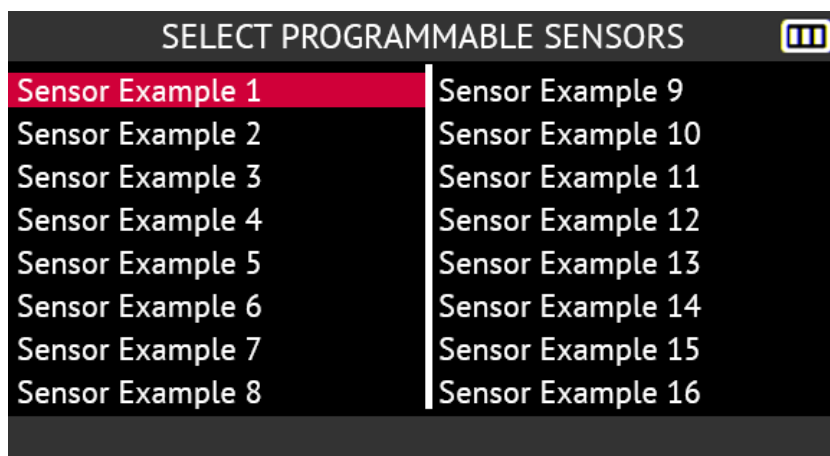 SELECT PROGRAMMABLE SENSORS
Sensor Example 1
Sensor Example 2
Sensor Example 3
Sensor Example 4
Sensor Example 5
Sensor Example 6
Sensor Example 7
Sensor Example 8
Sensor Example 9
Sensor Example 10
Sensor Example 11
Sensor Example 12
Sensor Example 13
Sensor Example 14
Sensor Example 15
Sensor Example 16